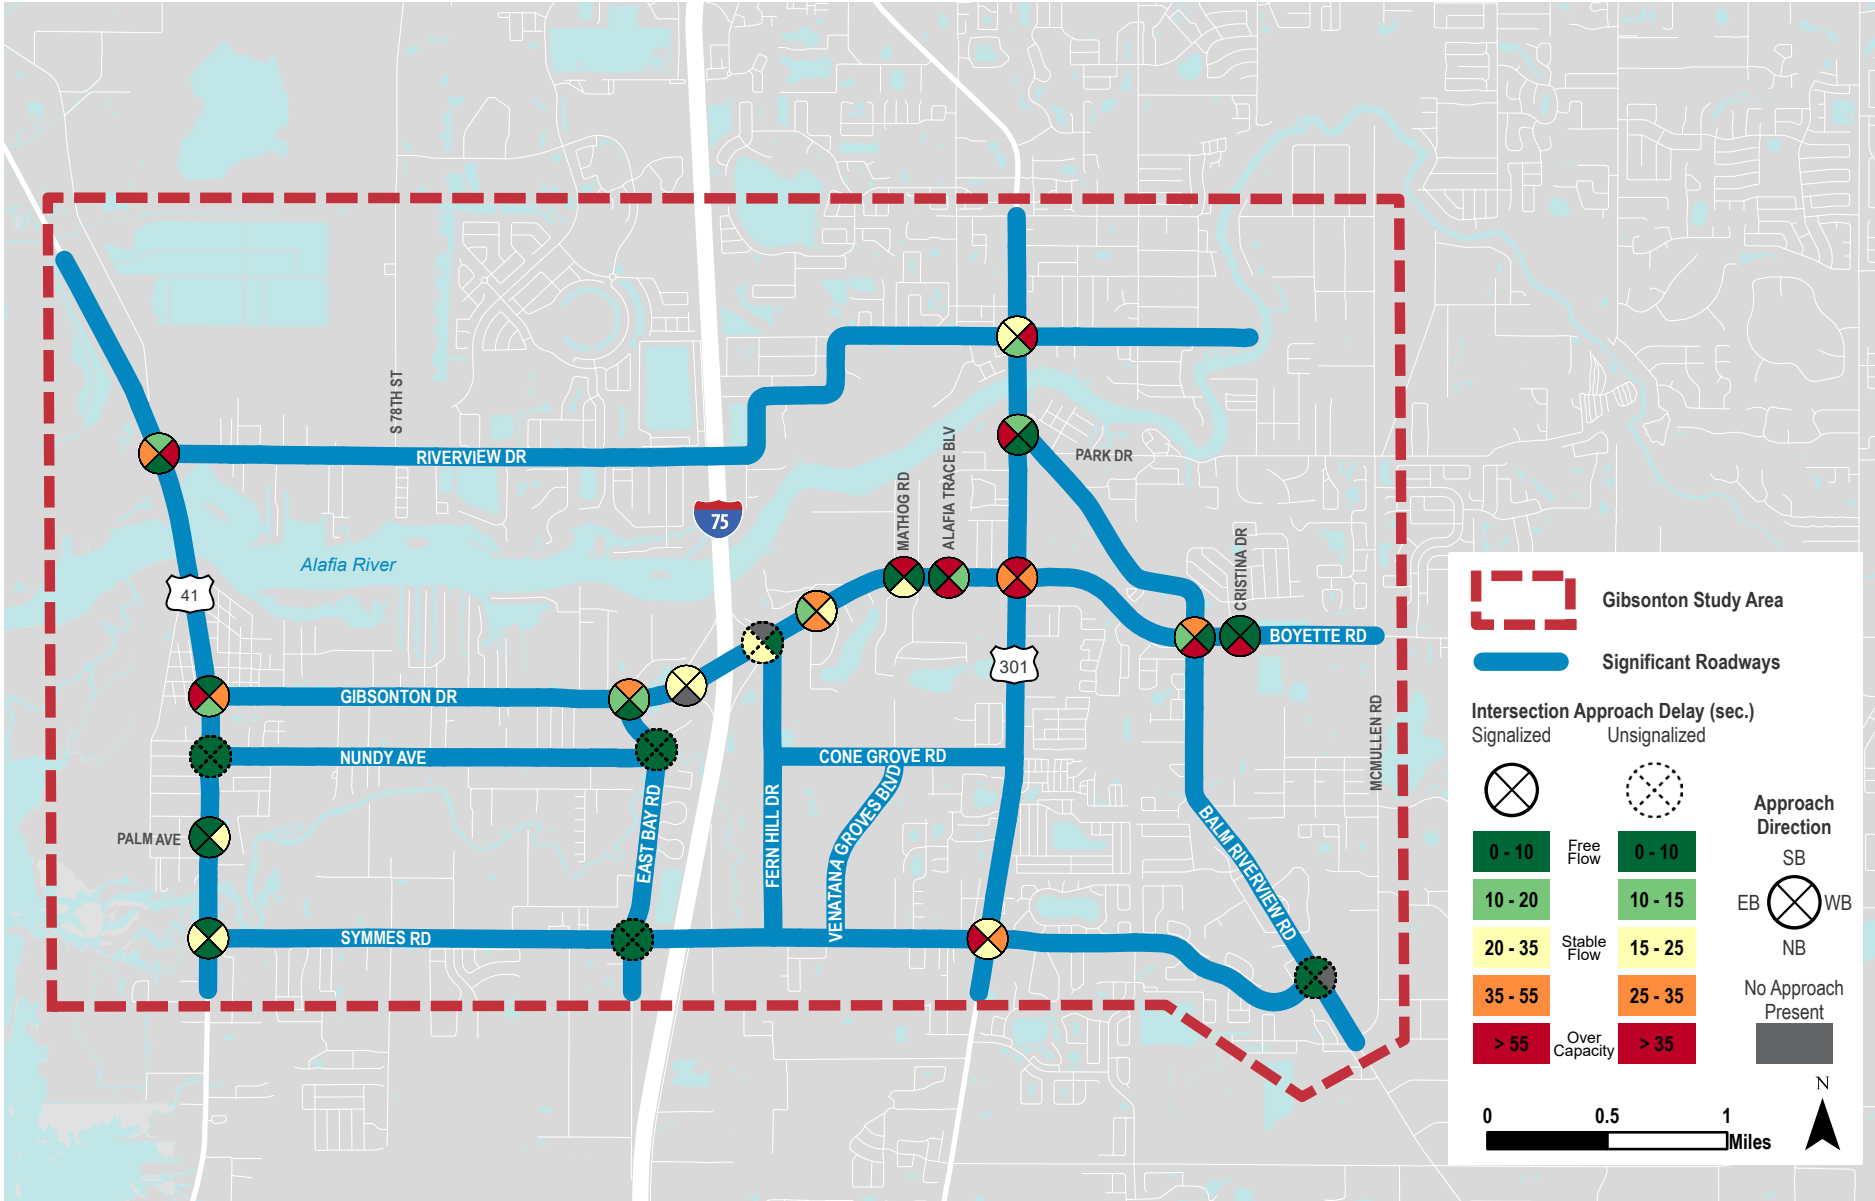 S 78TH ST
RIVERVIEW DR
75
MATHOG RD
ALAFIA TRACE BLV
PARK DR
Alafia River
41
CRISTINA DR
BOYETTE RD
301
GIBSONTON DR
NUNDY AVE
CONE GROVE RD
MCMULLEN RD
PALM AVE
EAST BAY RD
FERN HILL DR
VENATANA GROVES BLVD
BALM RIVERVIEW RD
SYMMES RD
Gibsonton Study Area
Significant Roadways
Intersection Approach Delay (sec.)
Signalized Unsignalized
Approach
Direction
0 - 10 Free Flow 0 - 10
10 - 20 10 - 15
20 - 35 Stable Flow 15 - 25
35 - 55 25 - 35
> 55 Over Capacity > 35
SB
EB WB
NB
No Approach
Present
N
0 0.5 1
Miles